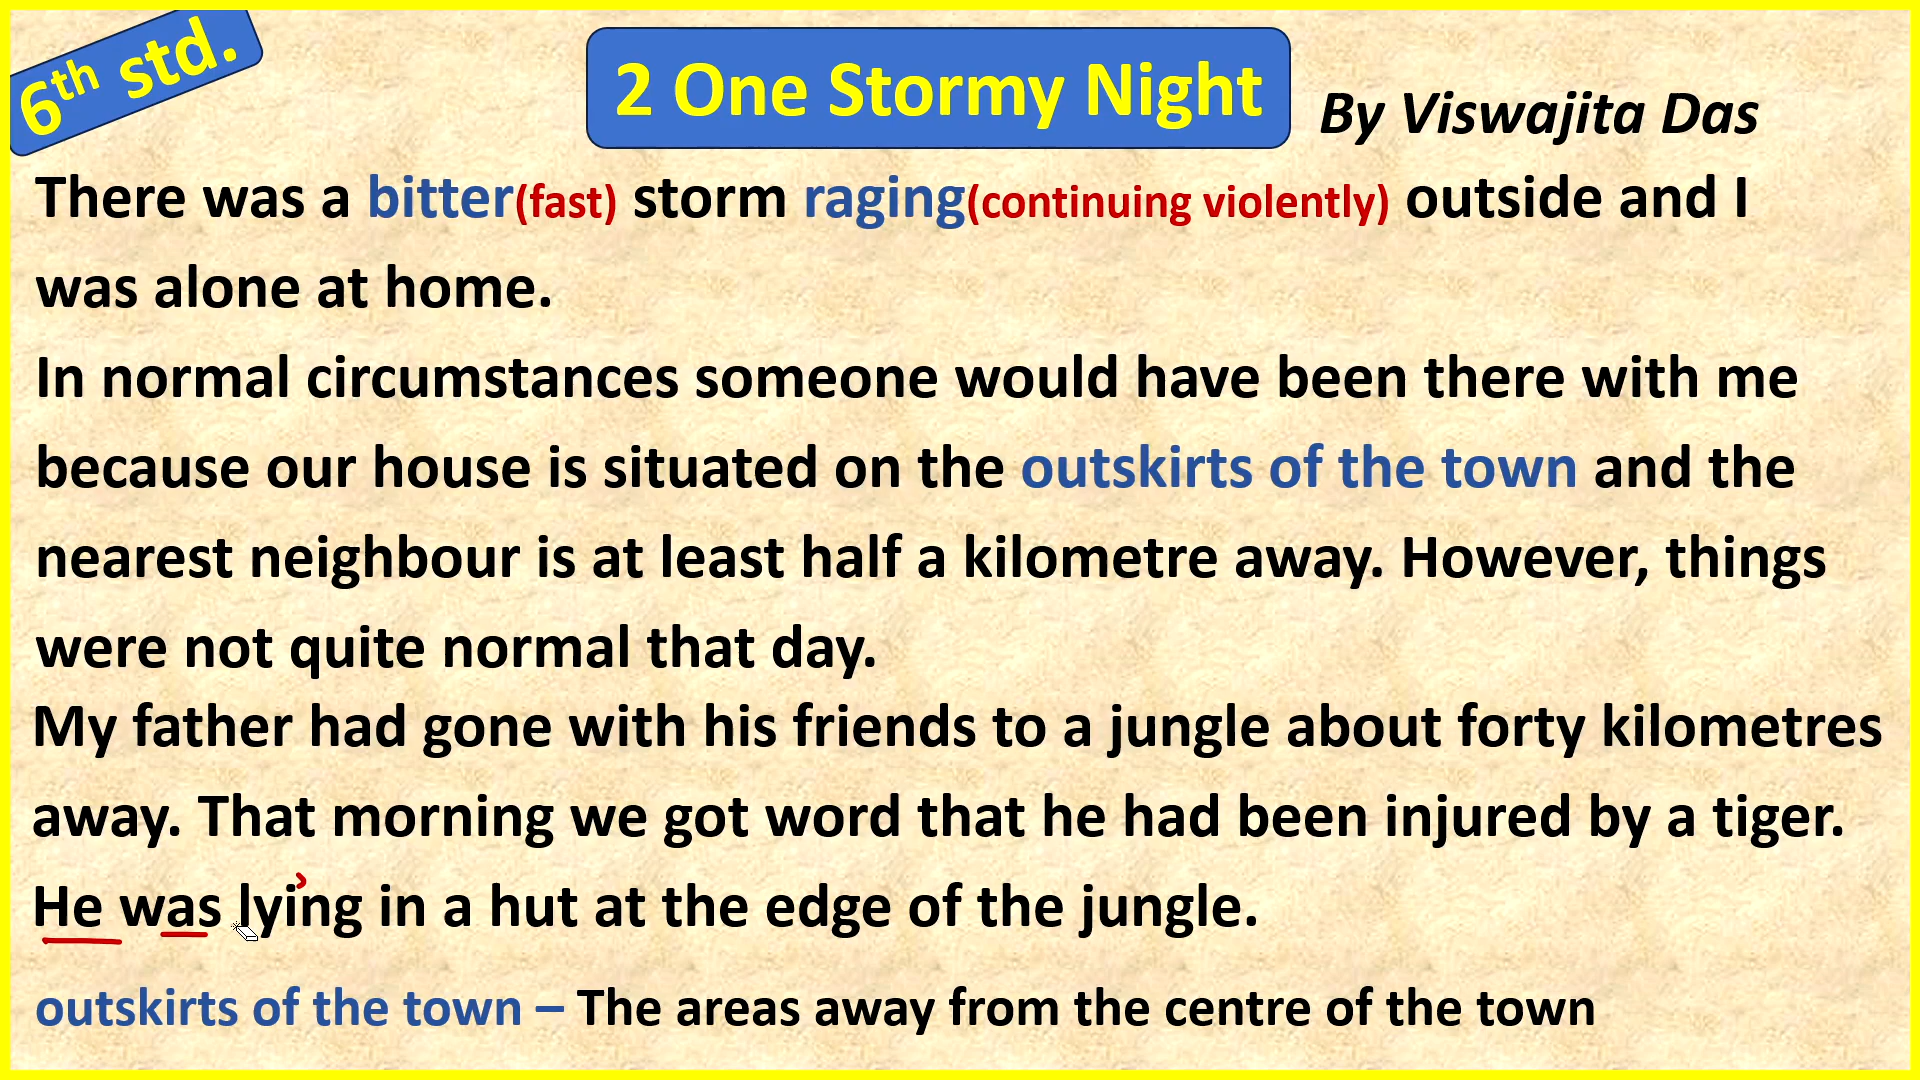 6th std.
2 One Stormy Night
By Viswajita Das
There was a bitter(fast) storm raging(continuing violently) outside and I
was alone at home.
In normal circumstances someone would have been there with me
because our house is situated on the outskirts of the town and the
nearest neighbour is at least half a kilometre away. However, things
were not quite normal that day.
My father had gone with his friends to a jungle about forty kilometres
away. That morning we got word that he had been injured by a tiger.
He was lying in a hut at the edge of the jungle.
outskirts of the town – The areas away from the centre of the town